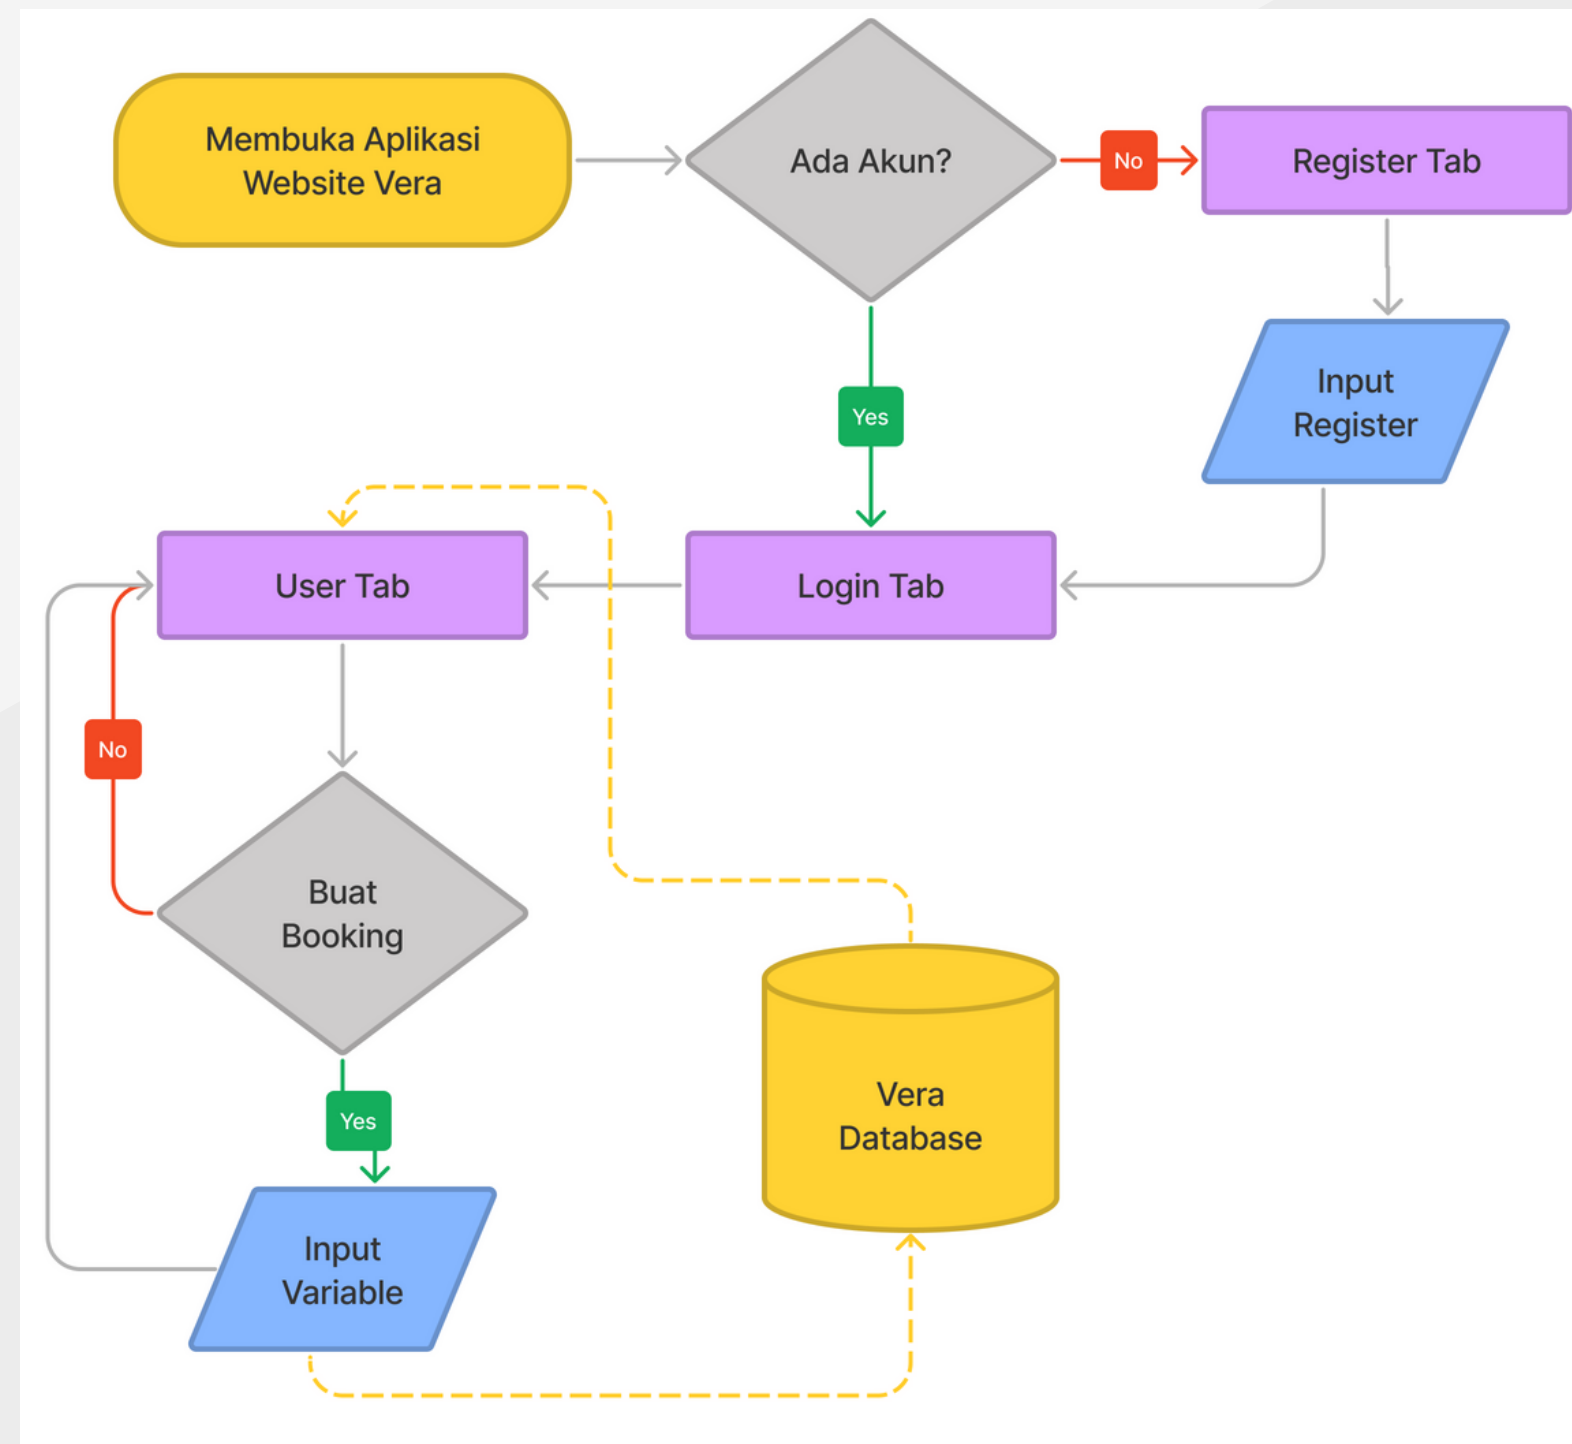 Membuka Aplikasi
Website Vera
Ada Akun?
No
Register Tab
Input
Register
Yes
User Tab
Login Tab
No
Buat
Booking
Yes
Vera
Database
Input
Variable